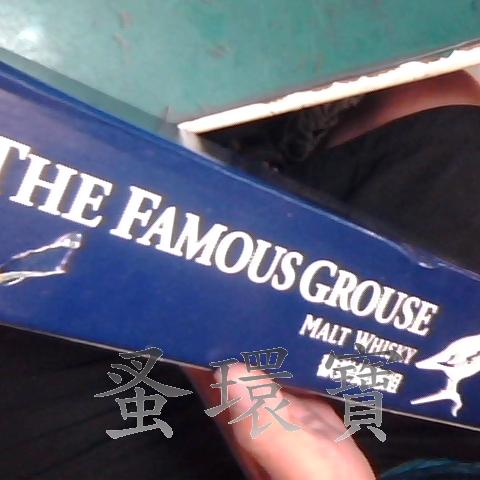 THE FAMOUS GROUSE
MALT WHISKY
蚤環寶